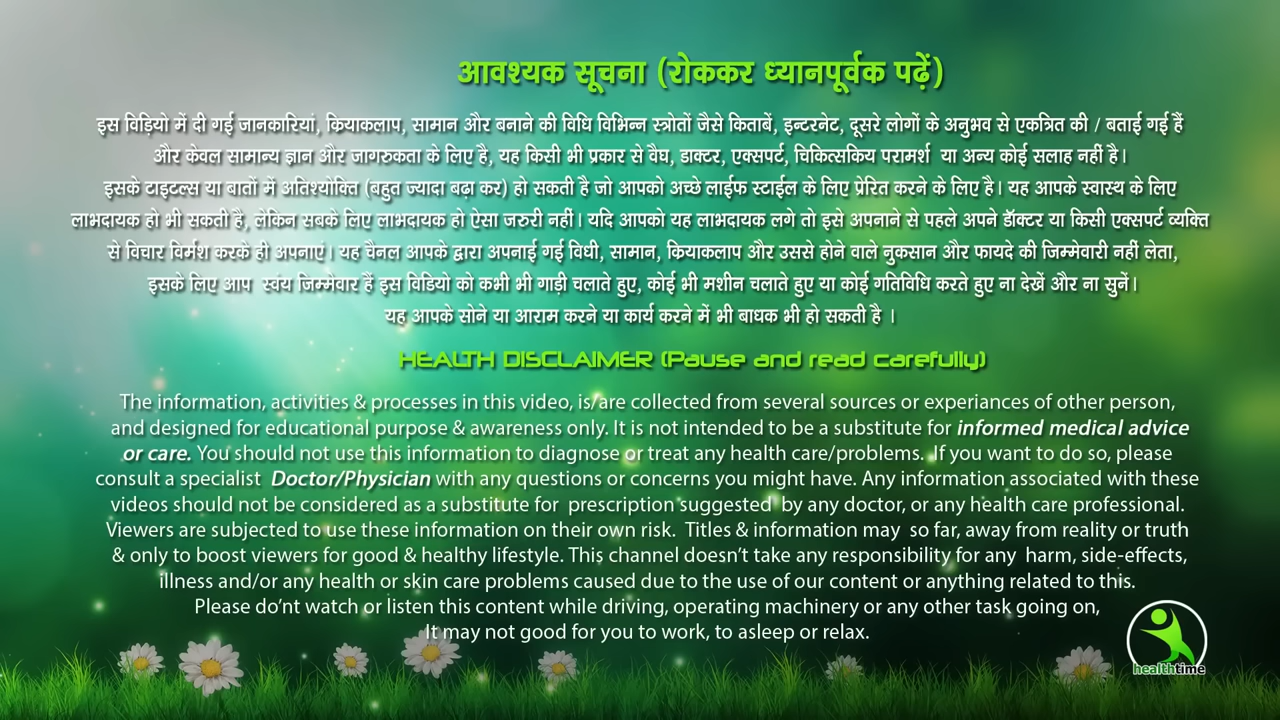 आवश्यक सूचना (रोककर ध्यानपूर्वक पढ़ें)
इस विड़ियो में दी गई जानकारियां, कियाकलाप, सामान और बनाने की विधि विभिन्न स्त्रोतों जैसे किताबें, इन्टरनेट, दूसरे लोगों के अनुभव से एकत्रित की / बताई गई हैं
और केवल सामान्य ज्ञान और जागरुकता के लिए है, यह किसी भी प्रकार से वैघ, डाक्टर, एक्सपर्ट, चिकित्सकिय परामर्श या अन्य कोई सलाह नहीं है।
इसके टाइटल्स या बातों में अतिश्योक्ति (बहुत ज्यादा बढ़ा कर) हो सकती है जो आपको अच्छे लाईफ स्टाईल के लिए प्रेरित करने के लिए है। यह आपके स्वास्थ के लिए
लाभदायक हो भी सकती है, लेकिन सबके लिए लाभदायक हो ऐसा जरुरी नहीं। यदि आपको यह लाभदायक लगे तो इसे अपनाने से पहले अपने डॉक्टर या किसी एक्सपर्ट व्यक्ति
से विचार विर्मश करके ही अपनाएं। यह चैनल आपके द्वारा अपनाई गई विधी, सामान, कियाकलाप और उससे होने वाले नुकसान और फायदे की जिम्मेवारी नहीं लेता,
इसके लिए आप स्वंय जिम्मेवार हैं इस विडियो को कभी भी गाड़ी चलाते हुए, कोई भी मशीन चलाते हुए या कोई गतिविधि करते हुए ना देखें और ना सुनें।
यह आपके सोने या आराम करने या कार्य करने में भी बाधक भी हो सकती है ।
HEALTH DISCLAIMER (Pause and read carefully)
The information, activities & processes in this video, is/are collected from several sources or experiances of other person,
and designed for educational purpose & awareness only. It is not intended to be a substitute for informed medical advice
or care. You should not use this information to diagnose or treat any health care/problems. If you want to do so, please
consult a specialist Doctor/Physician with any questions or concerns you might have. Any information associated with these
videos should not be considered as a substitute for prescription suggested by any doctor, or any health care professional.
Viewers are subjected to use these information on their own risk. Titles & information may so far, away from reality or truth
& only to boost viewers for good & healthy lifestyle. This channel doesn't take any responsibility for any harm, side-effects,
illness and/or any health or skin care problems caused due to the use of our content or anything related to this.
Please do'nt watch or listen this content while driving, operating machinery or any other task going on,
It may not good for you to work, to asleep or relax.
healthtime